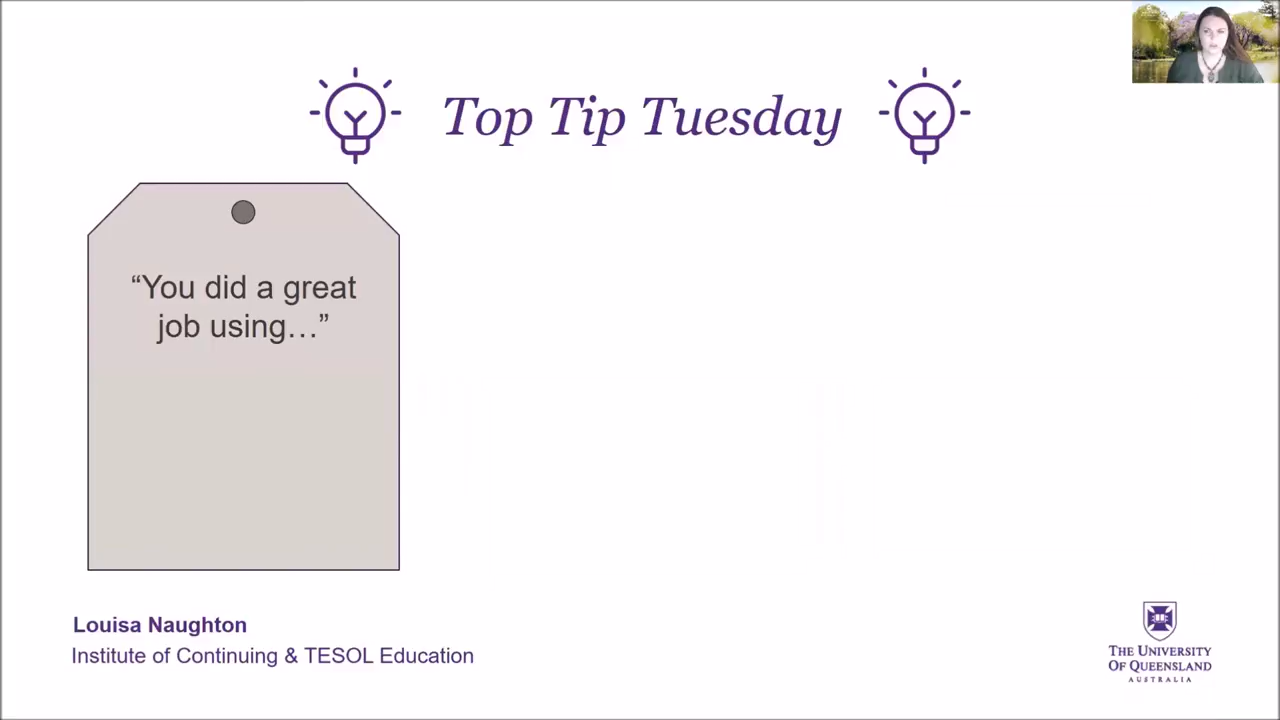 Top Tip Tuesday
“You did a great
job using…”
Louisa Naughton
Institute of Continuing & TESOL Education
THE UNIVERSITY
OF QUEENSLAND
AUSTRALIA